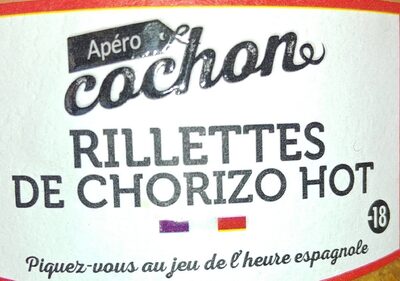 Apéro
cochon
RILLETTES
DE CHORIZO HOT
-18
Piquez-vous au jeu de l'heure espagnole